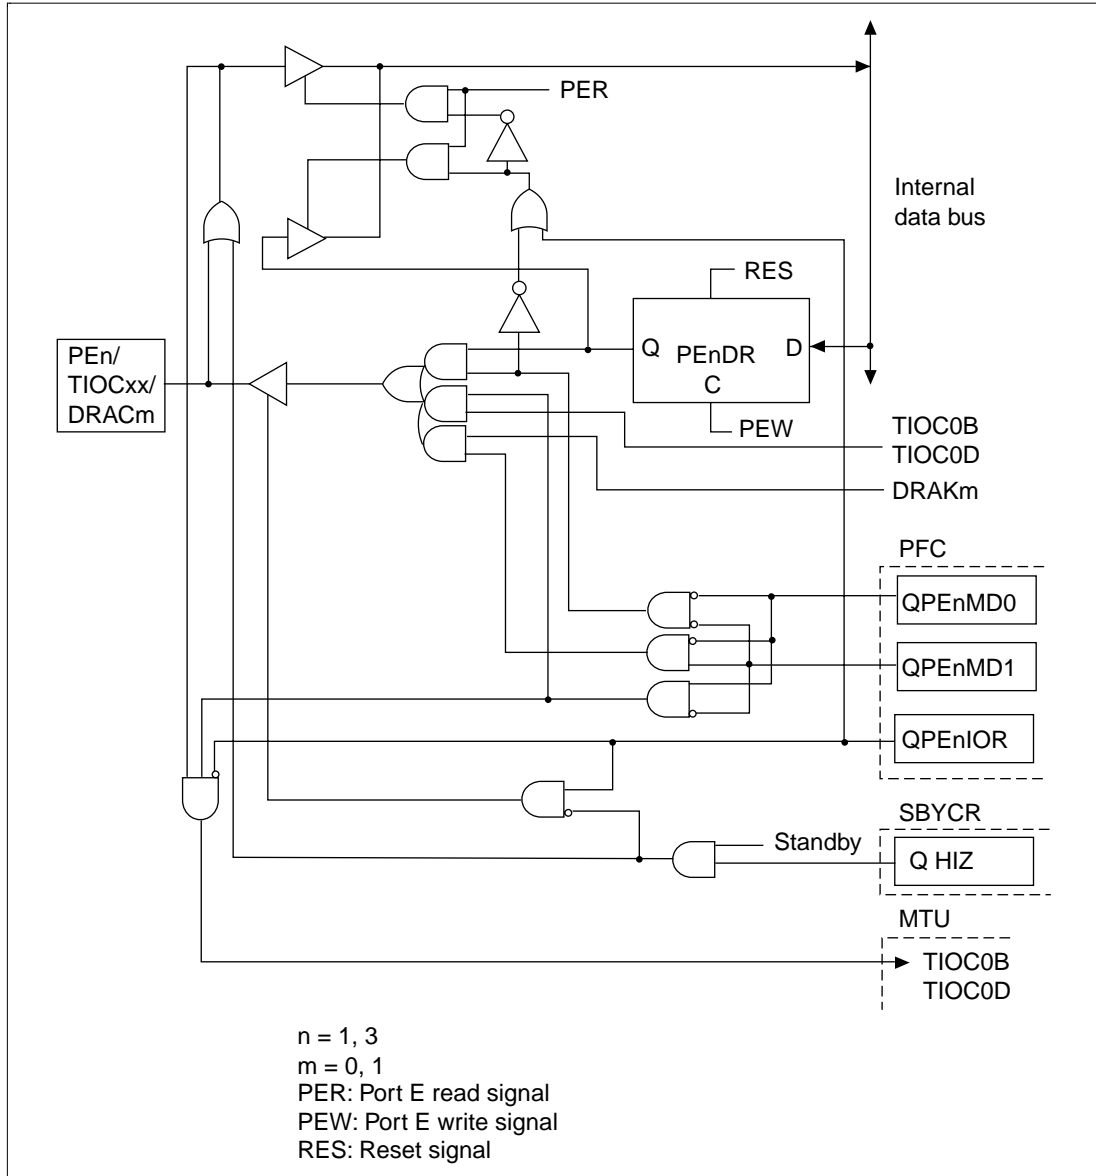 PER
Internal
data bus
RES
PEn/
TIOCxx/
DRACm
Q
PEnDR
D
C
PEW
TIOC0B
TIOC0D
DRAKm
PFC
QPEnMD0
QPEnMD1
QPEnIOR
SBYCR
Standby
Q HIZ
MTU
TIOC0B
TIOC0D
n = 1, 3
m = 0, 1
PER: Port E read signal
PEW: Port E write signal
RES: Reset signal